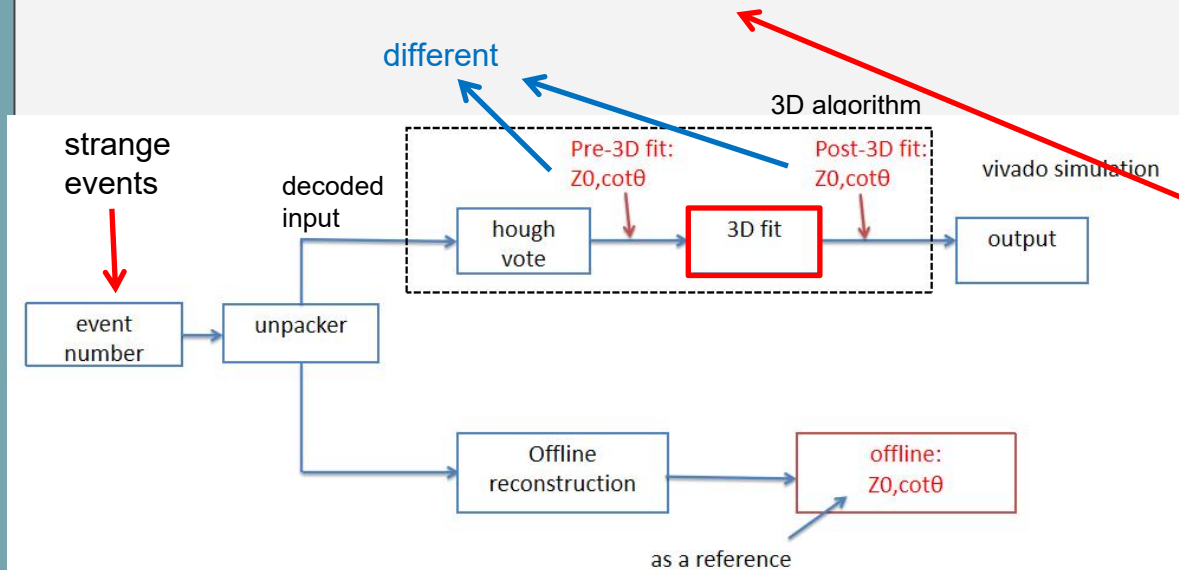 different
3D algorithm
strange
events
decoded
input
Pre-3D fit:
Z0,cotθ
Post-3D fit:
Z0,cotθ
vivado simulation
hough
vote
3D fit
output
event
number
unpacker
Offline
reconstruction
offline:
Z0,cotθ
as a reference